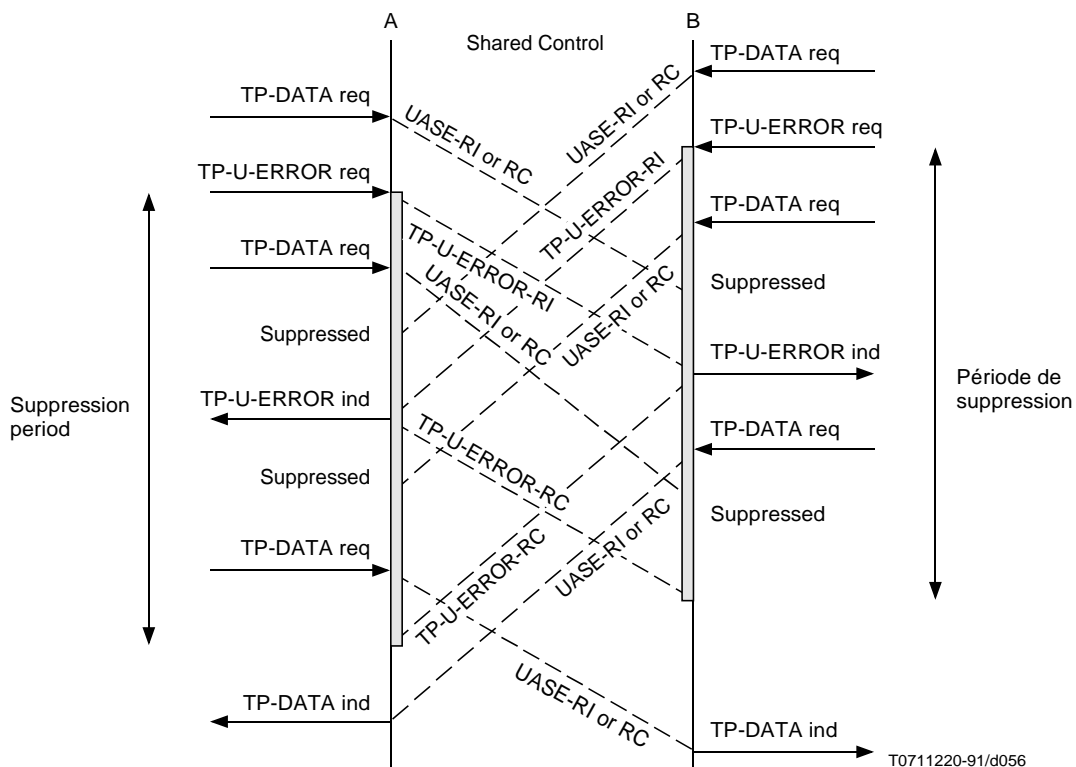 A
B
Shared Control
TP-DATA req
TP-DATA req
UASE-RI or RC
UASE-RI or RC
TP-U-ERROR req
TP-U-ERROR req
TP-U-ERROR-RI
TP-U-ERROR-RI
TP-DATA req
TP-DATA req
UASE-RI or RC
UASE-RI or RC
Suppressed
Suppressed
TP-U-ERROR ind
TP-U-ERROR ind
Suppression
period
Période de
suppression
TP-DATA req
TP-U-ERROR-RC
Suppressed
Suppressed
TP-DATA req
TP-U-ERROR-RC
UASE-RI or RC
UASE-RI or RC
TP-DATA ind
TP-DATA ind
T0711220-91/d056